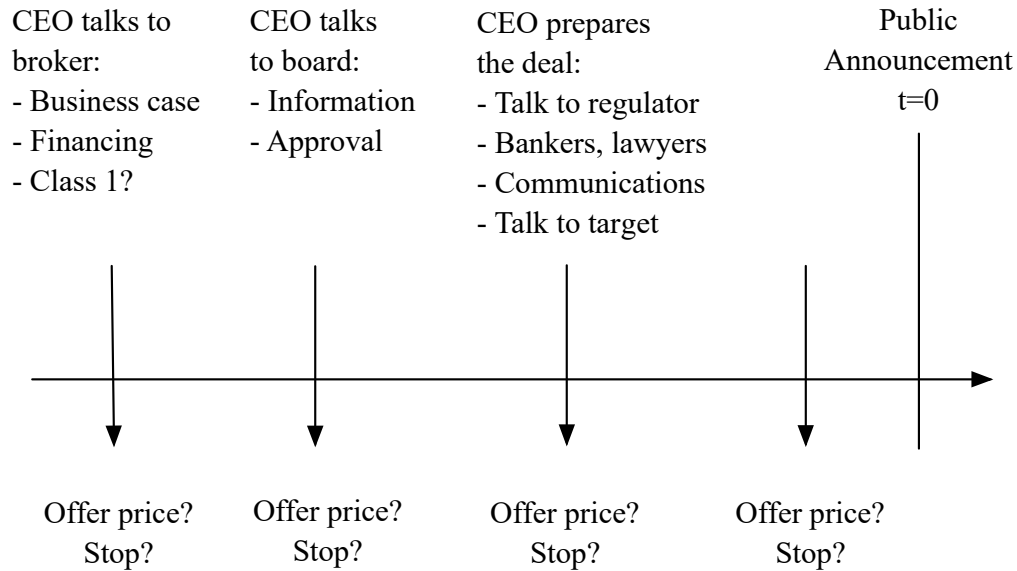 CEO talks to
broker:
- Business case
- Financing
- Class 1?
CEO talks
to board:
- Information
- Approval
CEO prepares
the deal:
- Talk to regulator
- Bankers, lawyers
- Communications
- Talk to target
Public
Announcement
t=0
Offer price?
Stop?
Offer price?
Stop?
Offer price?
Stop?
Offer price?
Stop?